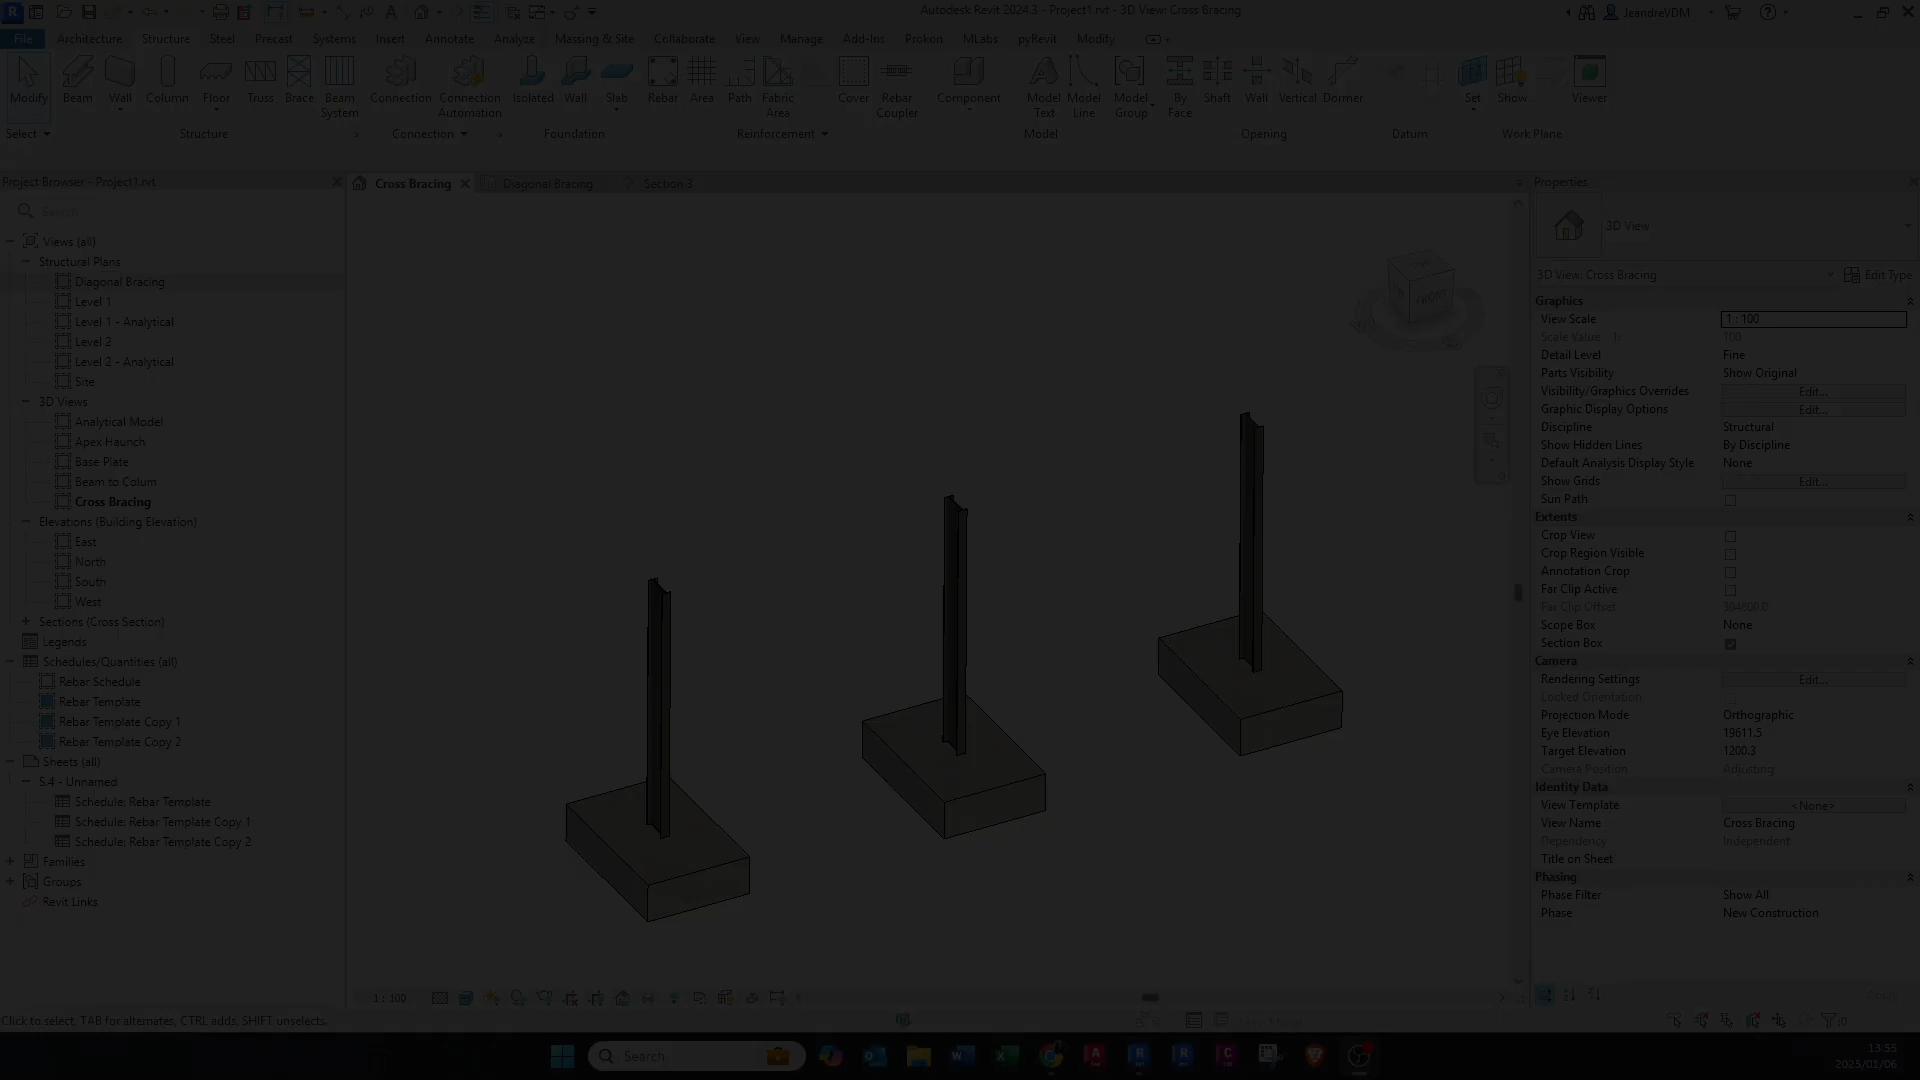 Autodesk Revit 2024.3 - Project1.rvt - 3D View: Cross Bracing
JeandreVDM
File Architecture Structure Steel Precast Systems Insert Annotate Analyze Massing & Site Collaborate View Manage Add-Ins Prokon MLabs pyRevit Modify
Modify Beam Wall Column Floor Truss Brace Beam System Connection Connection Automation Isolated Wall Slab Rebar Area Path Fabric Area Cover Rebar Coupler Component Model Text Model Line Model Group By Face Shaft Wall Vertical Dormer Set Show Viewer
Select Structure Connection Foundation Reinforcement Model Opening Datum Work Plane
Project Browser - Project1.rvt
Search
Views (all)
Structural Plans
Diagonal Bracing
Level 1
Level 1 - Analytical
Level 2
Level 2 - Analytical
Site
3D Views
Analytical Model
Apex Haunch
Base Plate
Beam to Colum
Cross Bracing
Elevations (Building Elevation)
East
North
South
West
Sections (Cross Section)
Legends
Schedules/Quantities (all)
Rebar Schedule
Rebar Template
Rebar Template Copy 1
Rebar Template Copy 2
Sheets (all)
S.4 - Unnamed
Schedule: Rebar Template
Schedule: Rebar Template Copy 1
Schedule: Rebar Template Copy 2
Families
Groups
Revit Links
Cross Bracing Diagonal Bracing Section 3
FRONT
1 : 100
Properties
3D View
3D View: Cross Bracing Edit Type
Graphics
View Scale 1 : 100
Scale Value 1: 100
Detail Level Fine
Parts Visibility Show Original
Visibility/Graphics Overrides Edit...
Graphic Display Options Edit...
Discipline Structural
Show Hidden Lines By Discipline
Default Analysis Display Style None
Show Grids Edit...
Sun Path
Extents
Crop View
Crop Region Visible
Annotation Crop
Far Clip Active
Far Clip Offset 304800.0
Scope Box None
Section Box
Camera
Rendering Settings Edit...
Locked Orientation
Projection Mode Orthographic
Eye Elevation 19611.5
Target Elevation 1200.3
Camera Position Adjusting
Identity Data
View Template <None>
View Name Cross Bracing
Dependency Independent
Title on Sheet
Phasing
Phase Filter Show All
Phase New Construction
Click to select, TAB for alternates, CTRL adds, SHIFT unselects.
Search
13:55
2025/01/06